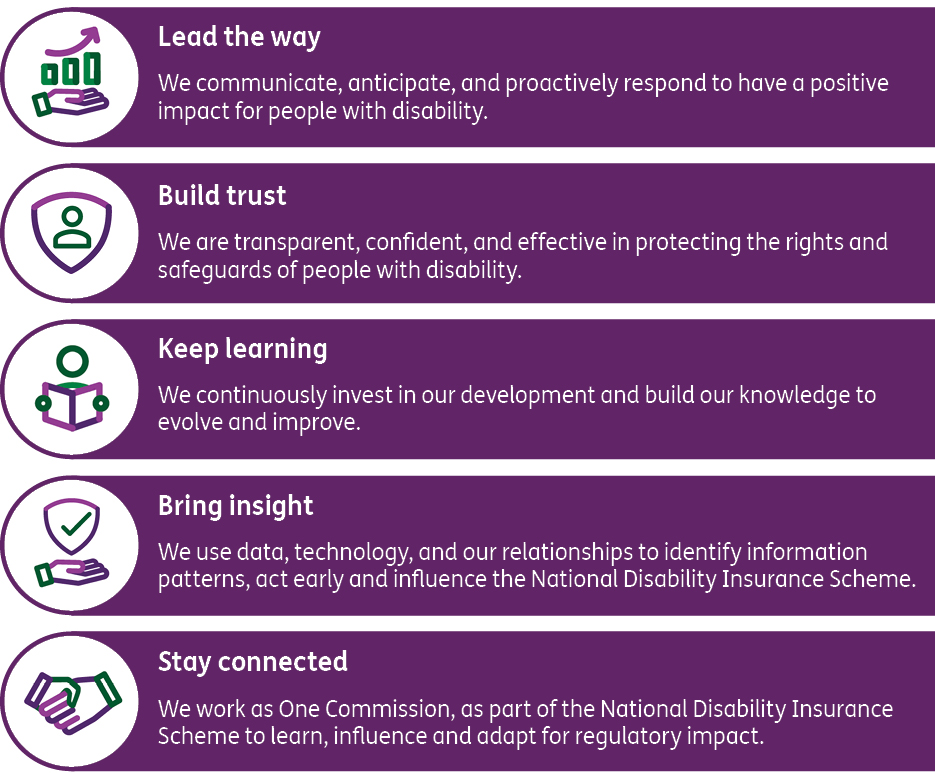 Lead the way
We communicate, anticipate, and proactively respond to have a positive
impact for people with disability.
Build trust
We are transparent, confident, and effective in protecting the rights and
safeguards of people with disability.
Keep learning
We continuously invest in our development and build our knowledge to
evolve and improve.
Bring insight
We use data, technology, and our relationships to identify information
patterns, act early and influence the National Disability Insurance Scheme.
Stay connected
We work as One Commission, as part of the National Disability Insurance
Scheme to learn, influence and adapt for regulatory impact.